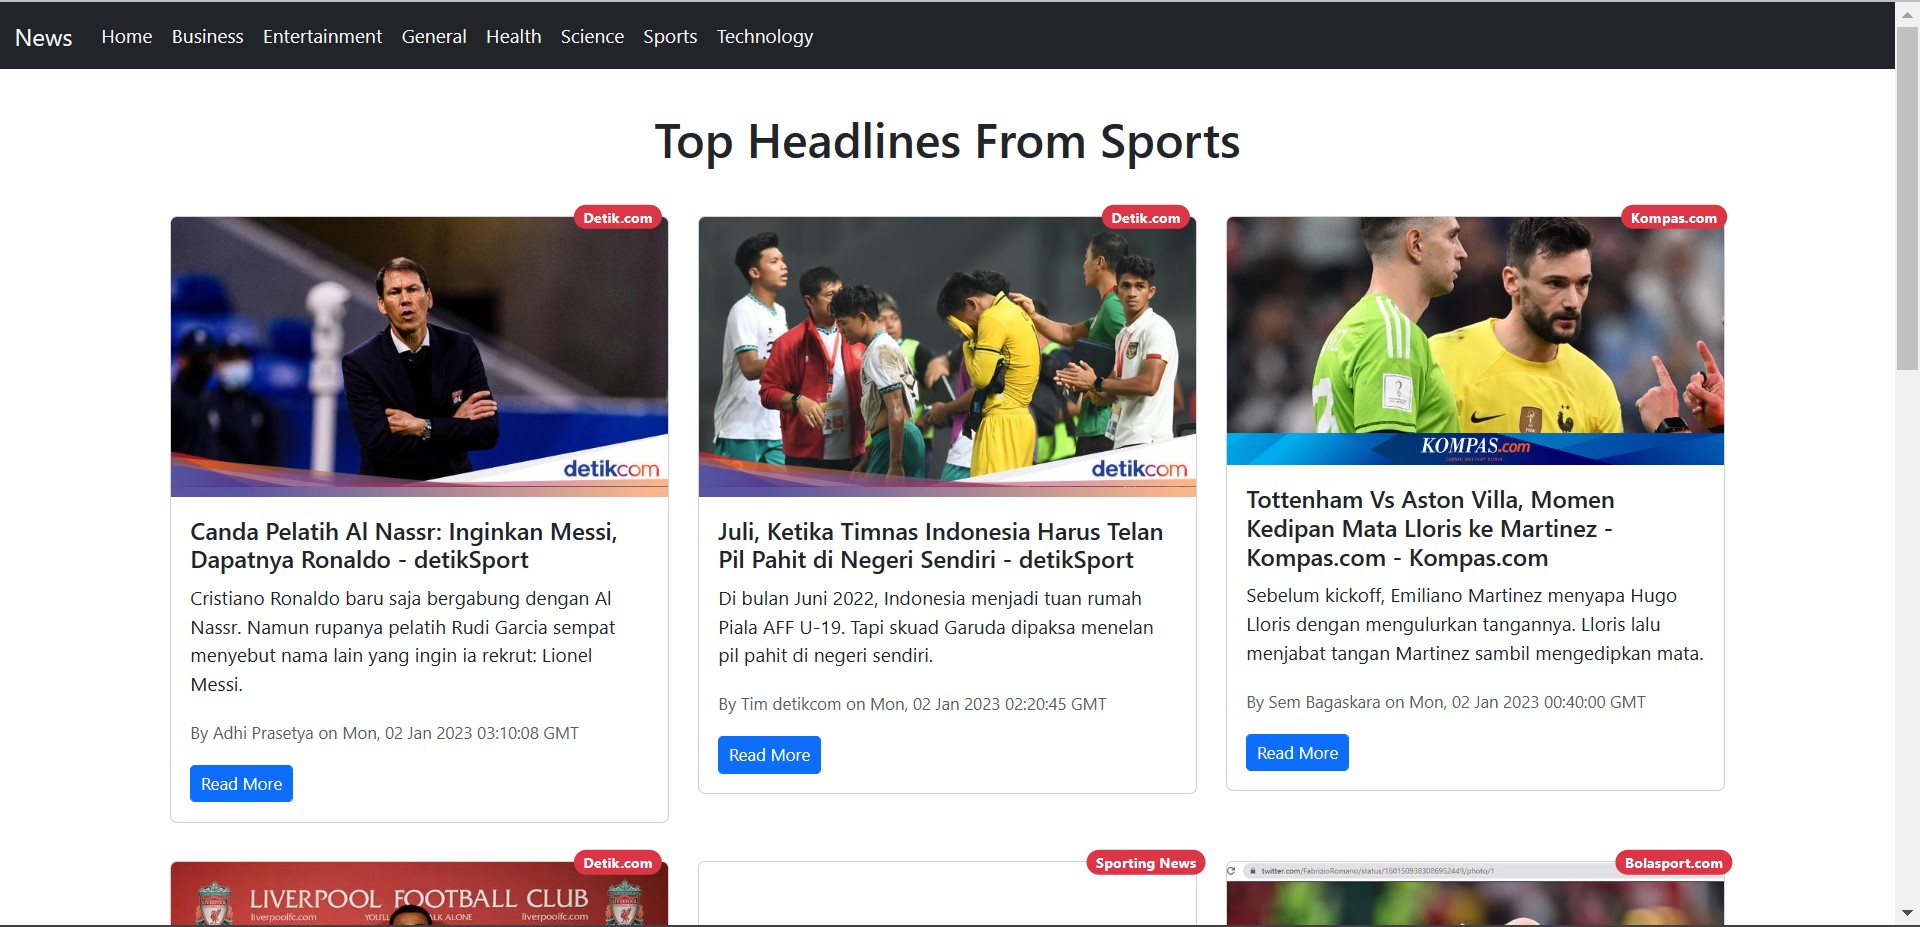 News Home Business Entertainment General Health Science Sports Technology
Top Headlines From Sports
Detik.com
detikcom
Canda Pelatih Al Nassr: Inginkan Messi,
Dapatnya Ronaldo - detikSport
Cristiano Ronaldo baru saja bergabung dengan Al
Nassr. Namun rupanya pelatih Rudi Garcia sempat
menyebut nama lain yang ingin ia rekrut: Lionel
Messi.
By Adhi Prasetya on Mon, 02 Jan 2023 03:10:08 GMT
Read More
Detik.com
detikcom
Juli, Ketika Timnas Indonesia Harus Telan
Pil Pahit di Negeri Sendiri - detikSport
Di bulan Juni 2022, Indonesia menjadi tuan rumah
Piala AFF U-19. Tapi skuad Garuda dipaksa menelan
pil pahit di negeri sendiri.
By Tim detikcom on Mon, 02 Jan 2023 02:20:45 GMT
Read More
Kompas.com
KOMPAS.com
JERNIH MELIHAT DUNIA
Tottenham Vs Aston Villa, Momen
Kedipan Mata Lloris ke Martinez -
Kompas.com - Kompas.com
Sebelum kickoff, Emiliano Martinez menyapa Hugo
Lloris dengan mengulurkan tangannya. Lloris lalu
menjabat tangan Martinez sambil mengedipkan mata.
By Sem Bagaskara on Mon, 02 Jan 2023 00:40:00 GMT
Read More
Detik.com
LIVERPOOL FOOTBALL CLUB
liverpoolfc.com YOU'LL ALK ALONE liverpoolfc.com
Sporting News
Bolasport.com
twitter.com/FabrizioRomano/status/1601509383086952449/photo/1